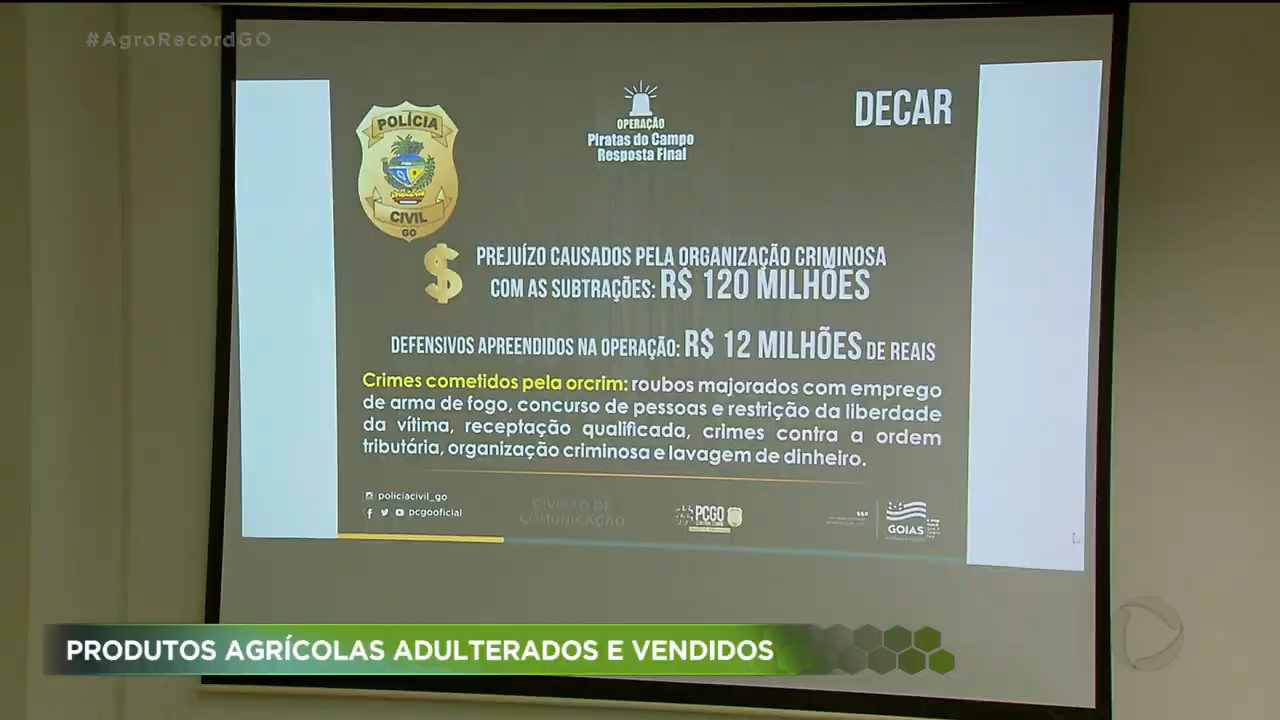 #AgroRecordGO
POLÍCIA
CIVIL
GO
OPERAÇÃO
Piratas do Campo
Resposta Final
DECAR
$
PREJUÍZO CAUSADOS PELA ORGANIZAÇÃO CRIMINOSA
COM AS SUBTRAÇÕES: R$ 120 MILHÕES
DEFENSIVOS APREENDIDOS NA OPERAÇÃO: R$ 12 MILHÕES DE REAIS
Crimes cometidos pela orcrim: roubos majorados com emprego
de arma de fogo, concurso de pessoas e restrição da liberdade
da vítima, receptação qualificada, crimes contra a ordem
tributária, organização criminosa e lavagem de dinheiro.
policiacivil_go
pcgooficial
DIVISÃO DE
COMUNICAÇÃO
PCGO
SSP
GOIÁS
PRODUTOS AGRÍCOLAS ADULTERADOS E VENDIDOS